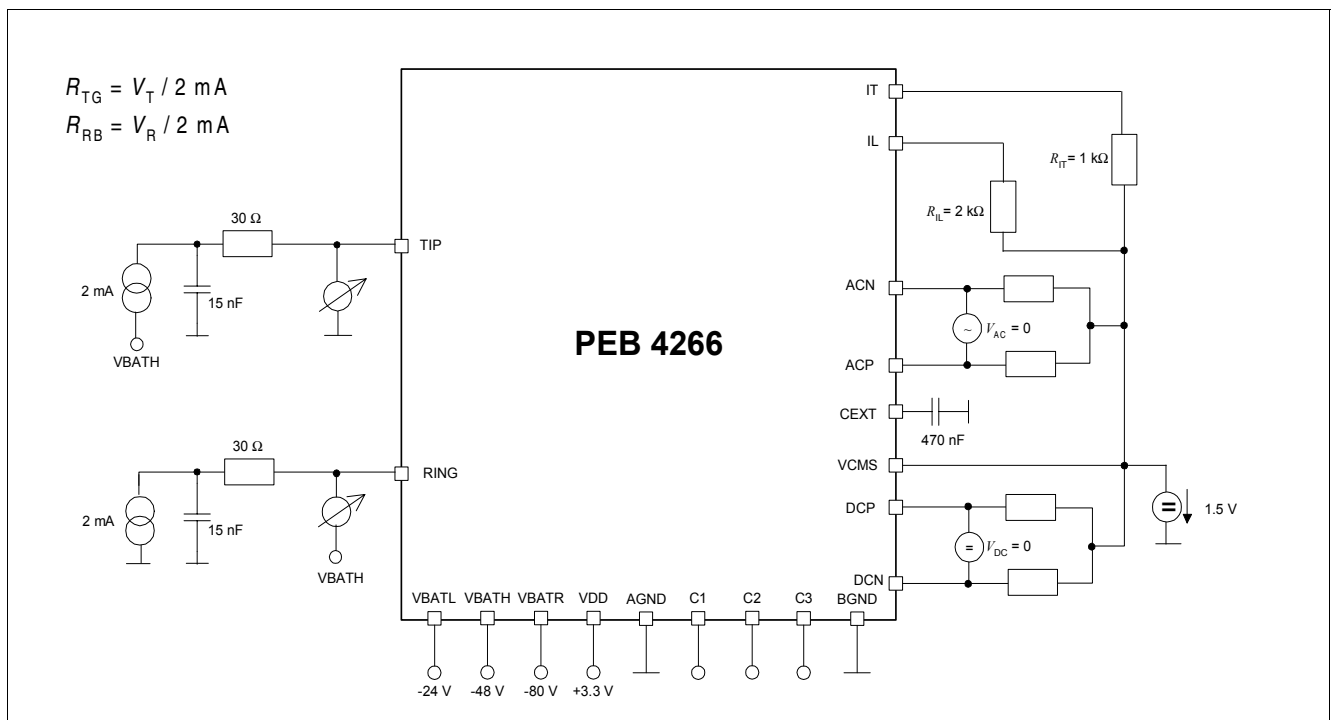 R_TG = V_T / 2 mA
R_RB = V_R / 2 mA
IT
IL
R_IT = 1 kΩ
R_IL = 2 kΩ
30 Ω
TIP
2 mA
15 nF
VBATH
ACN
V_AC = 0
~
ACP
PEB 4266
CEXT
470 nF
30 Ω
RING
2 mA
15 nF
VBATH
VCMS
DCP
=
1.5 V
=
V_DC = 0
DCN
VBATL VBATH VBATR VDD AGND C1 C2 C3 BGND
-24 V -48 V -80 V +3.3 V